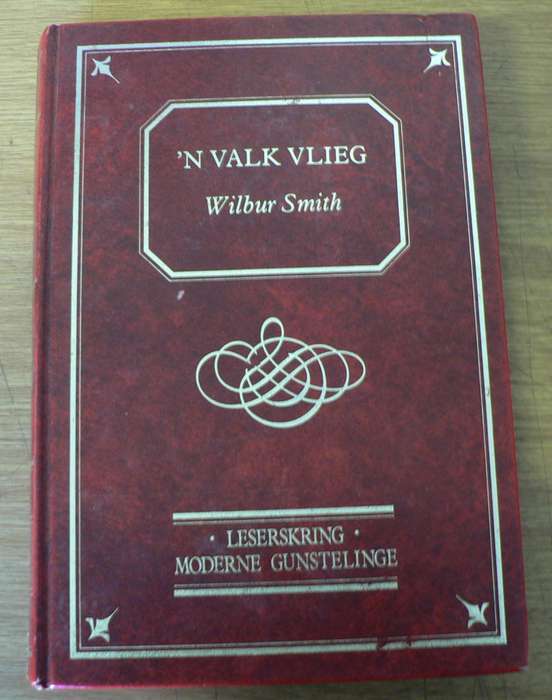 'N VALK VLIEG
Wilbur Smith
· LESERSKRING ·
MODERNE GUNSTELINGE